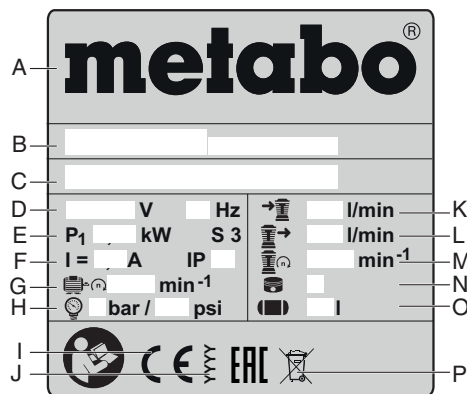 A metabo®
B
C
D V Hz l/min K
E P1 kW S 3 l/min L
F I = A IP min-1 M
G n min-1 N
H bar / psi l O
I CE EAC
J P